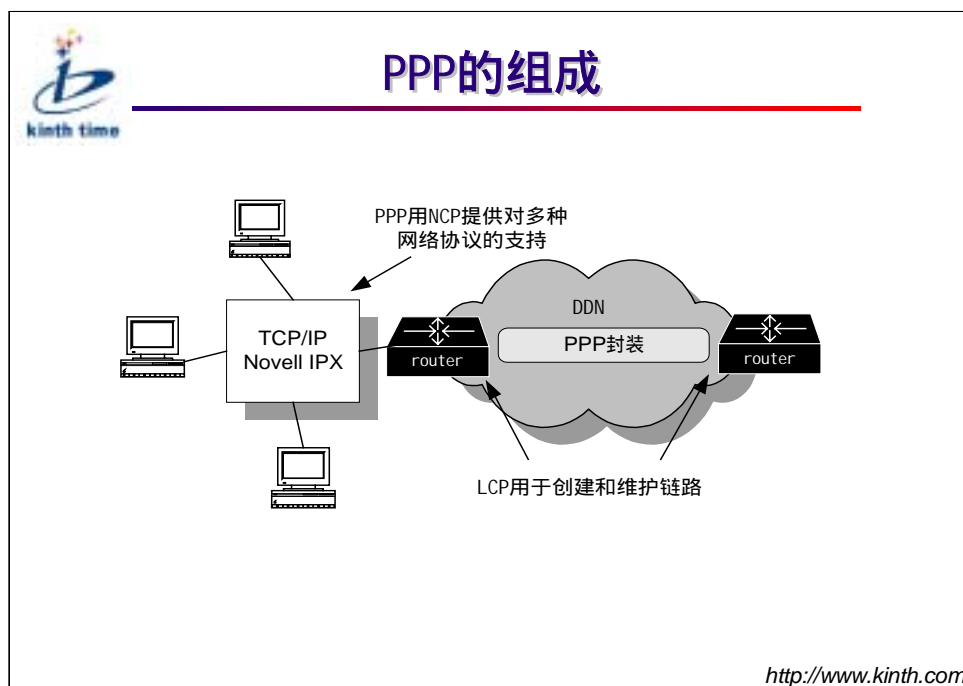 PPP的组成
kinth time
PPP用NCP提供对多种
网络协议的支持
DDN
TCP/IP
Novell IPX
router
PPP封装
router
LCP用于创建和维护链路
http://www.kinth.com